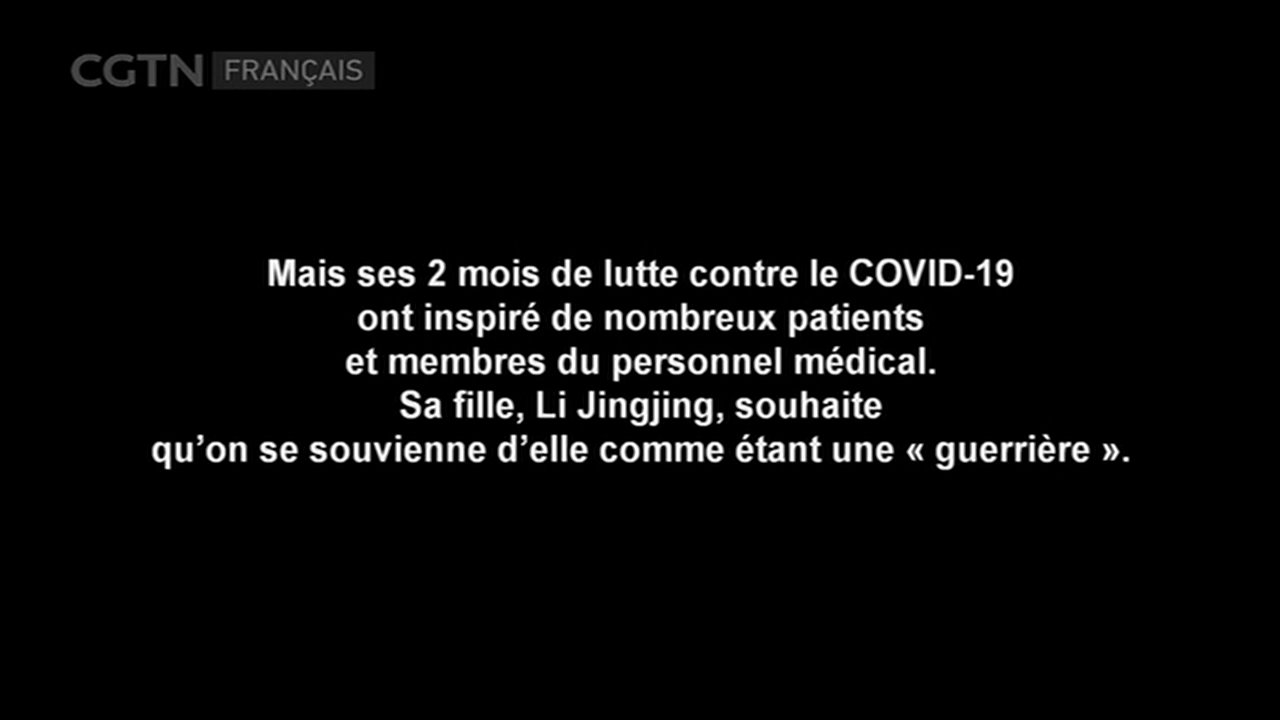 CGTN FRANÇAIS
Mais ses 2 mois de lutte contre le COVID-19
ont inspiré de nombreux patients
et membres du personnel médical.
Sa fille, Li Jingjing, souhaite
qu’on se souvienne d’elle comme étant une « guerrière ».